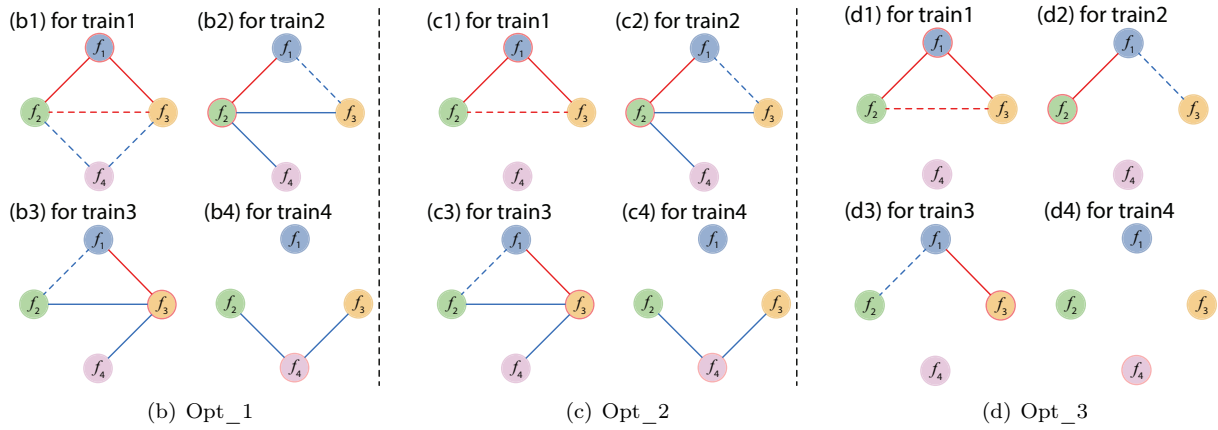 (b1) for train1
f1
f2
f3
f4
(b2) for train2
f1
f2
f3
f4
(b3) for train3
f1
f2
f3
f4
(b4) for train4
f1
f2
f3
f4
(b) Opt_1
(c1) for train1
f1
f2
f3
f4
(c2) for train2
f1
f2
f3
f4
(c3) for train3
f1
f2
f3
f4
(c4) for train4
f1
f2
f3
f4
(c) Opt_2
(d1) for train1
f1
f2
f3
f4
(d2) for train2
f1
f2
f3
f4
(d3) for train3
f1
f2
f3
f4
(d4) for train4
f1
f2
f3
f4
(d) Opt_3